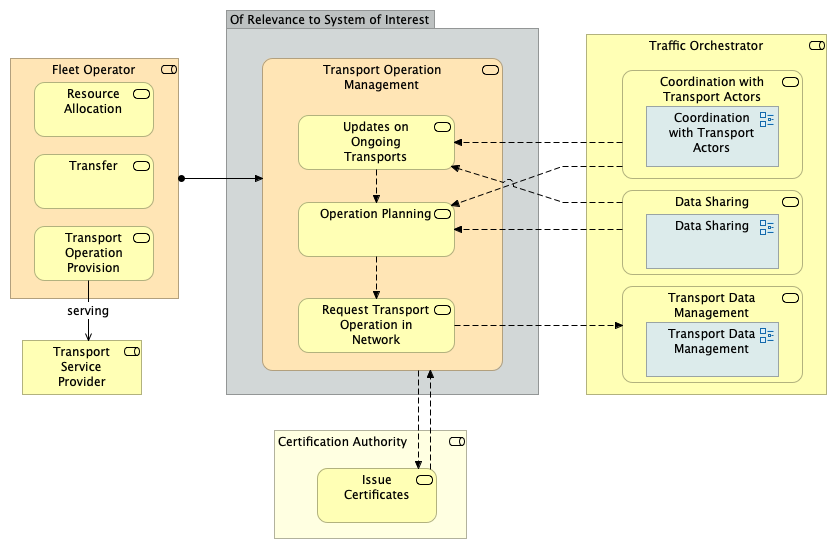 Of Relevance to System of Interest
Fleet Operator
Resource
Allocation
Transfer
Transport
Operation
Provision
serving
Transport
Service
Provider
Transport Operation
Management
Updates on
Ongoing
Transports
Operation Planning
Request Transport
Operation in
Network
Traffic Orchestrator
Coordination with
Transport Actors
Coordination
with Transport
Actors
Data Sharing
Data Sharing
Transport Data
Management
Transport Data
Management
Certification Authority
Issue
Certificates